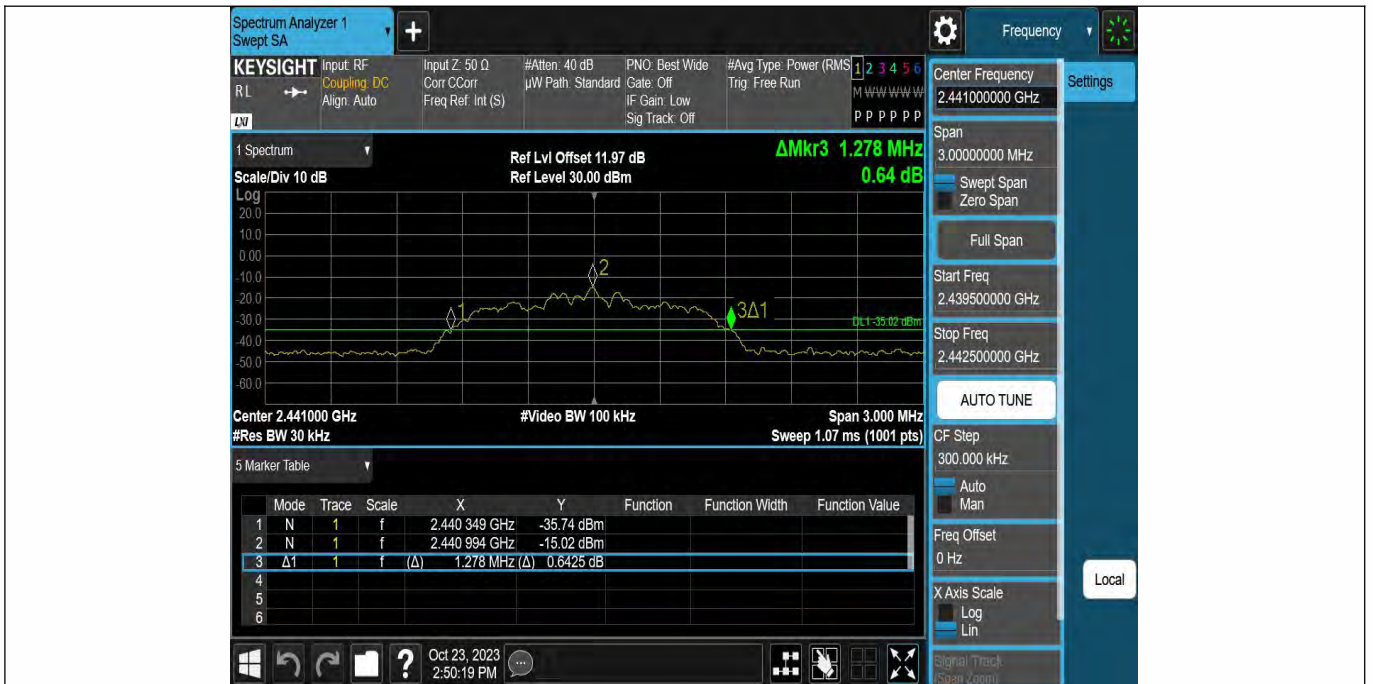 Spectrum Analyzer 1
Swept SA
+
Frequency
KEYSIGHT
R L
LXI
Input: RF
Coupling: DC
Align: Auto
Input Z: 50 Ω
Corr CCorr
Freq Ref: Int (S)
#Atten: 40 dB
µW Path: Standard
PNO: Best Wide
Gate: Off
IF Gain: Low
Sig Track: Off
#Avg Type: Power (RMS
Trig: Free Run
1 2 3 4 5 6
M W W W W W
P P P P P P
1 Spectrum
Scale/Div 10 dB
Ref Lvl Offset 11.97 dB
Ref Level 30.00 dBm
ΔMkr3 1.278 MHz
0.64 dB
Log
20.0
10.0
0.00
-10.0
-20.0
-30.0
-40.0
-50.0
-60.0
1
2
3Δ1
DL1 -35.02 dBm
Center 2.441000 GHz
#Video BW 100 kHz
Span 3.000 MHz
#Res BW 30 kHz
Sweep 1.07 ms (1001 pts)
5 Marker Table
Mode Trace Scale X Y Function Function Width Function Value
1 N 1 f 2.440 349 GHz -35.74 dBm
2 N 1 f 2.440 994 GHz -15.02 dBm
3 Δ1 1 f (Δ) 1.278 MHz (Δ) 0.6425 dB
4
5
6
?
Oct 23, 2023
2:50:19 PM
Center Frequency
2.441000000 GHz
Settings
Span
3.00000000 MHz
Swept Span
Zero Span
Full Span
Start Freq
2.439500000 GHz
Stop Freq
2.442500000 GHz
AUTO TUNE
CF Step
300.000 kHz
Auto
Man
Freq Offset
0 Hz
X Axis Scale
Log
Lin
Signal Track
(Span Zoom)
Local